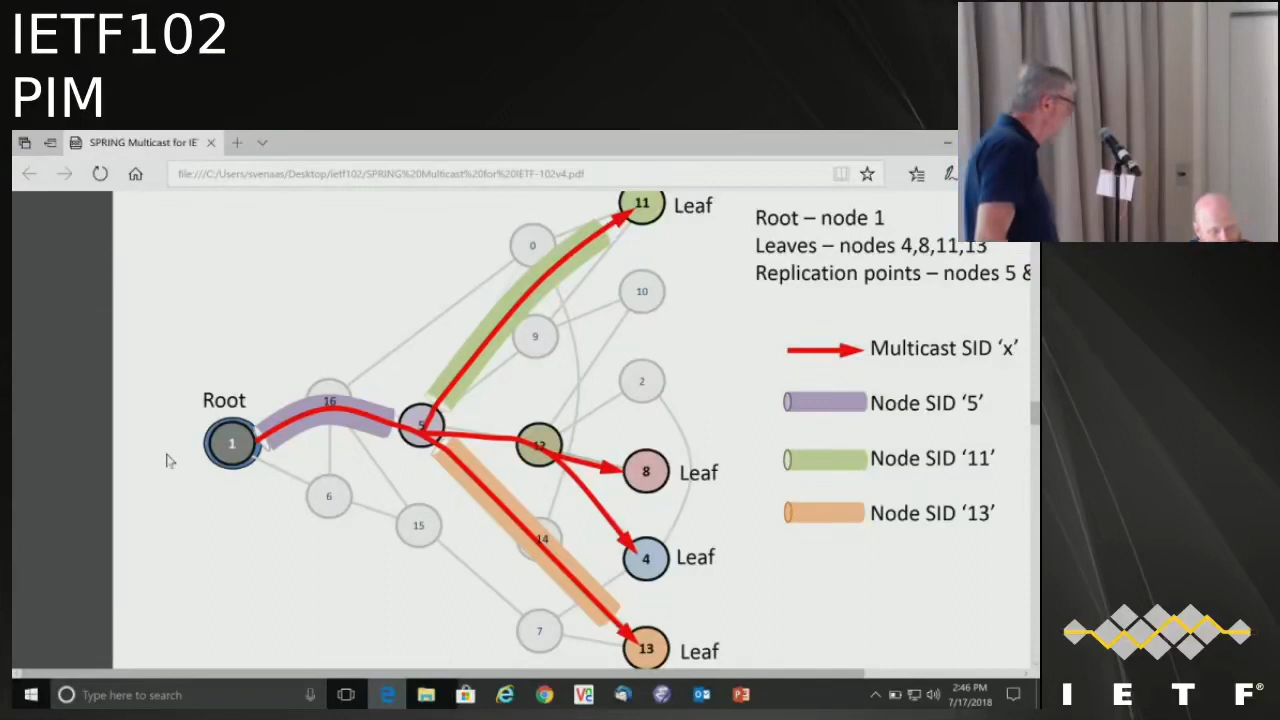 IETF102
PIM
SPRING Multicast for IE
file:///C:/Users/svenaas/Desktop/ietf102/SPRING%20Multicast%20for%20IETF-102v4.pdf
11
Leaf
Root – node 1
Leaves – nodes 4,8,11,13
Replication points – nodes 5 &
0
10
9
Multicast SID ‘x’
2
Root
16
Node SID ‘5’
5
1
12
8
Leaf
Node SID ‘11’
6
15
14
Node SID ‘13’
4
Leaf
7
13
Leaf
Type here to search
2:46 PM
7/17/2018
I E T F®